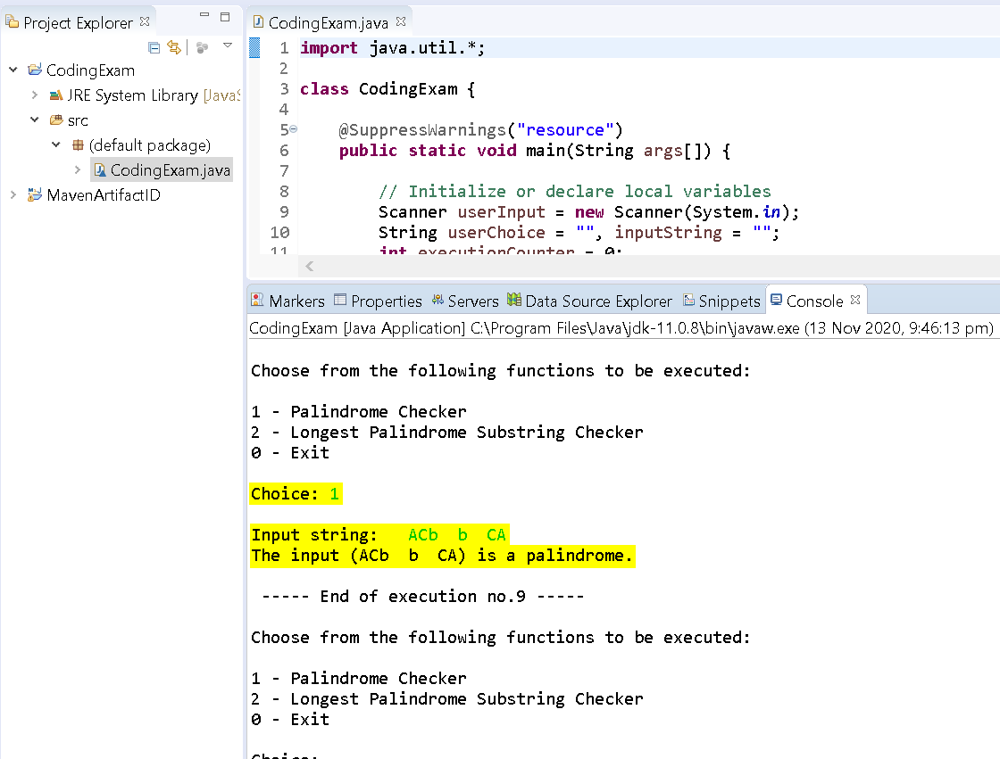 Project Explorer
CodingExam
JRE System Library [JavaS
src
(default package)
CodingExam.java
MavenArtifactID
CodingExam.java
1 import java.util.*;
2
3 class CodingExam {
4
5 @SuppressWarnings("resource")
6 public static void main(String args[]) {
7
8 // Initialize or declare local variables
9 Scanner userInput = new Scanner(System.in);
10 String userChoice = "", inputString = "";
11 int executionCounter = 0;
Markers Properties Servers Data Source Explorer Snippets Console
CodingExam [Java Application] C:\Program Files\Java\jdk-11.0.8\bin\javaw.exe (13 Nov 2020, 9:46:13 pm)
Choose from the following functions to be executed:
1 - Palindrome Checker
2 - Longest Palindrome Substring Checker
0 - Exit
Choice: 1
Input string:   ACb  b  CA
The input (ACb  b  CA) is a palindrome.
----- End of execution no.9 -----
Choose from the following functions to be executed:
1 - Palindrome Checker
2 - Longest Palindrome Substring Checker
0 - Exit
Choice: